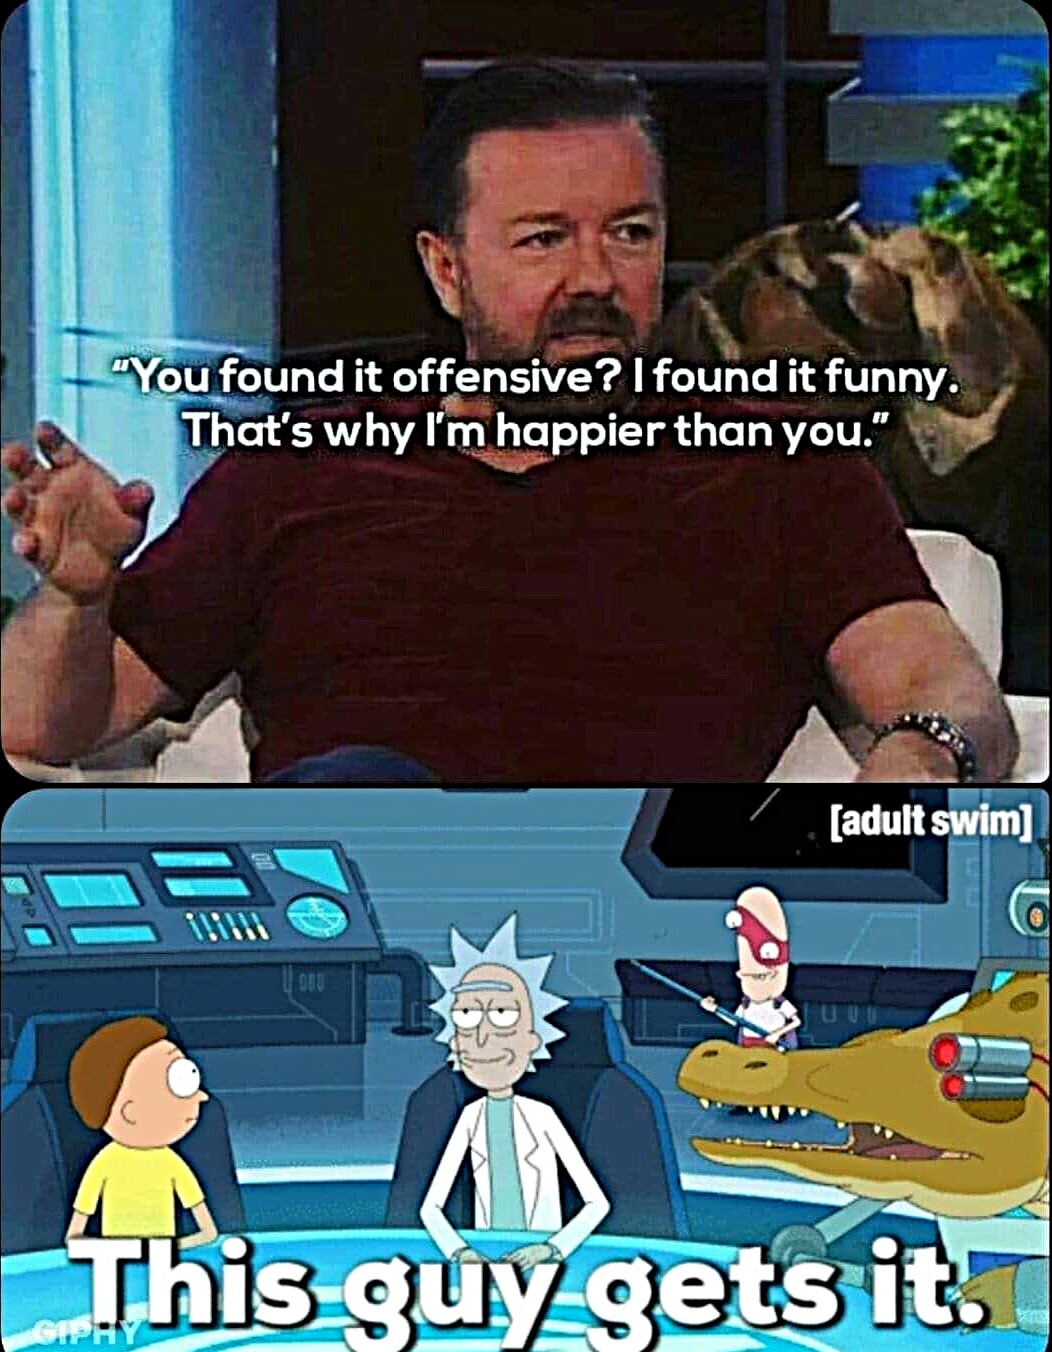 “You found it offensive? I found it funny.
That's why I'm happier than you.”
[adult swim]
This guy gets it.
GIPHY